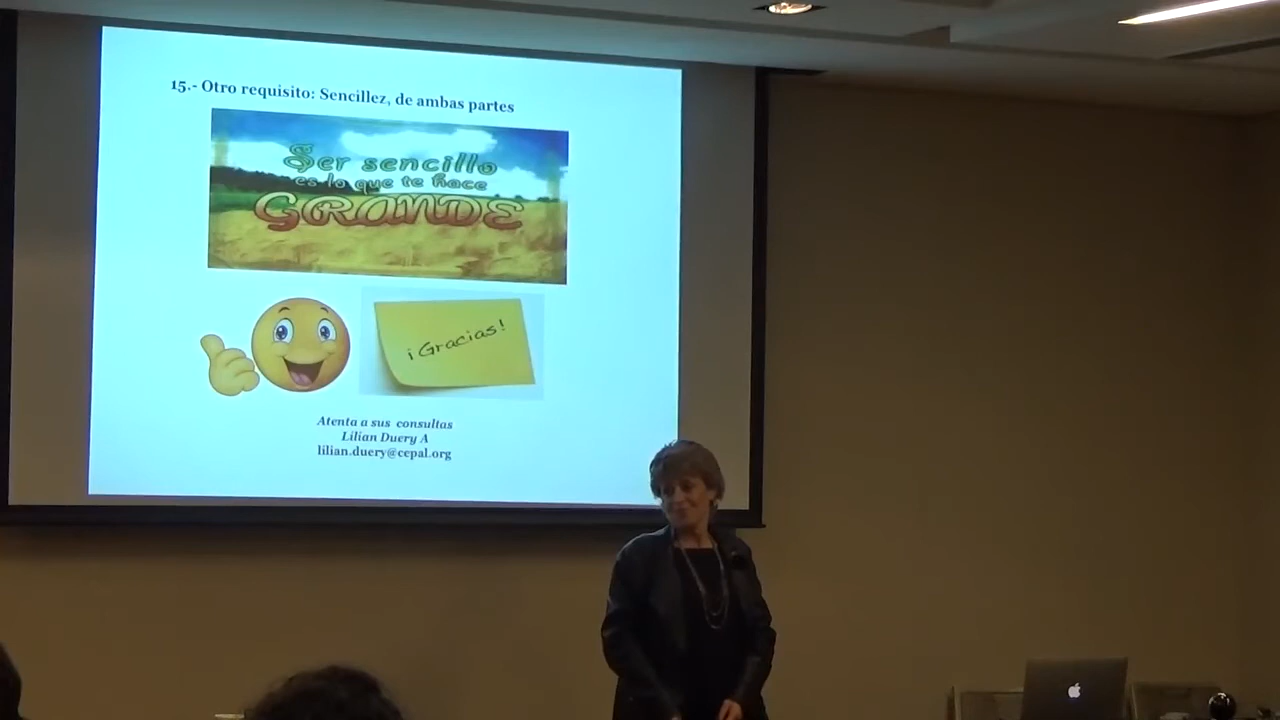 15.- Otro requisito: Sencillez, de ambas partes
Ser sencillo
es lo que te hace
GRANDE
¡Gracias!
Atenta a sus consultas
Lilian Duery A
lilian.duery@cepal.org